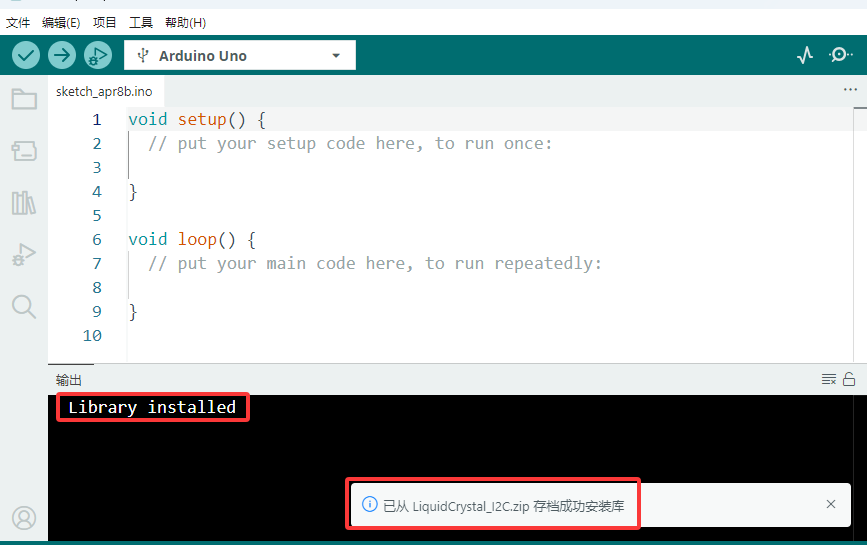 文件 编辑(E) 项目 工具 帮助(H)
Arduino Uno
sketch_apr8b.ino
1 void setup() {
2 // put your setup code here, to run once:
3
4 }
5
6 void loop() {
7 // put your main code here, to run repeatedly:
8
9 }
10
输出
Library installed
已从 LiquidCrystal_I2C.zip 存档成功安装库